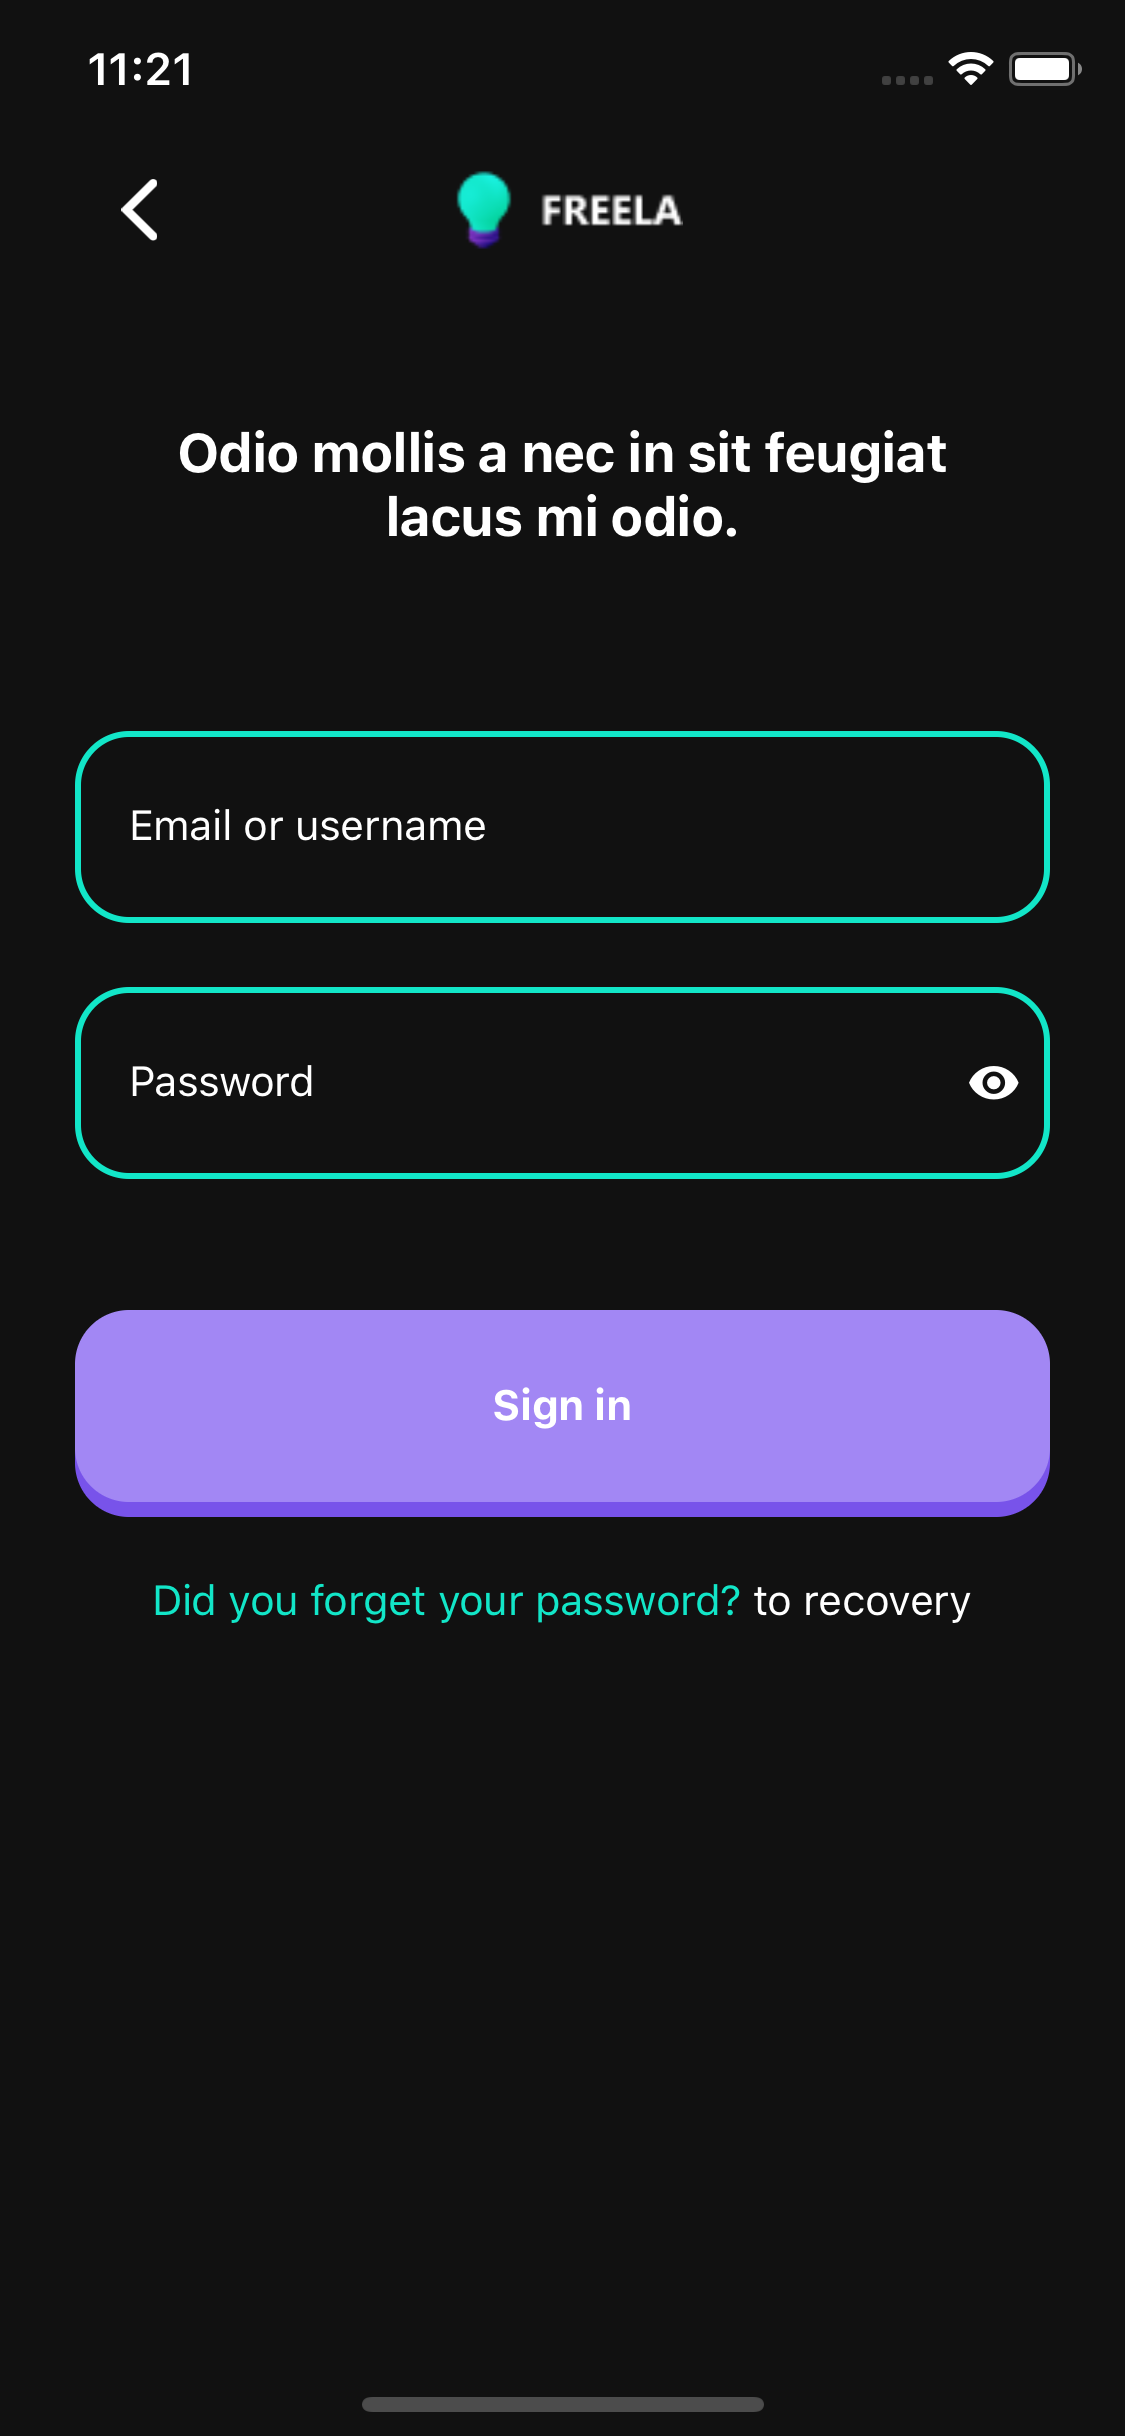 11:21
FREELA
Odio mollis a nec in sit feugiat
lacus mi odio.
Email or username
Password
Sign in
Did you forget your password? to recovery